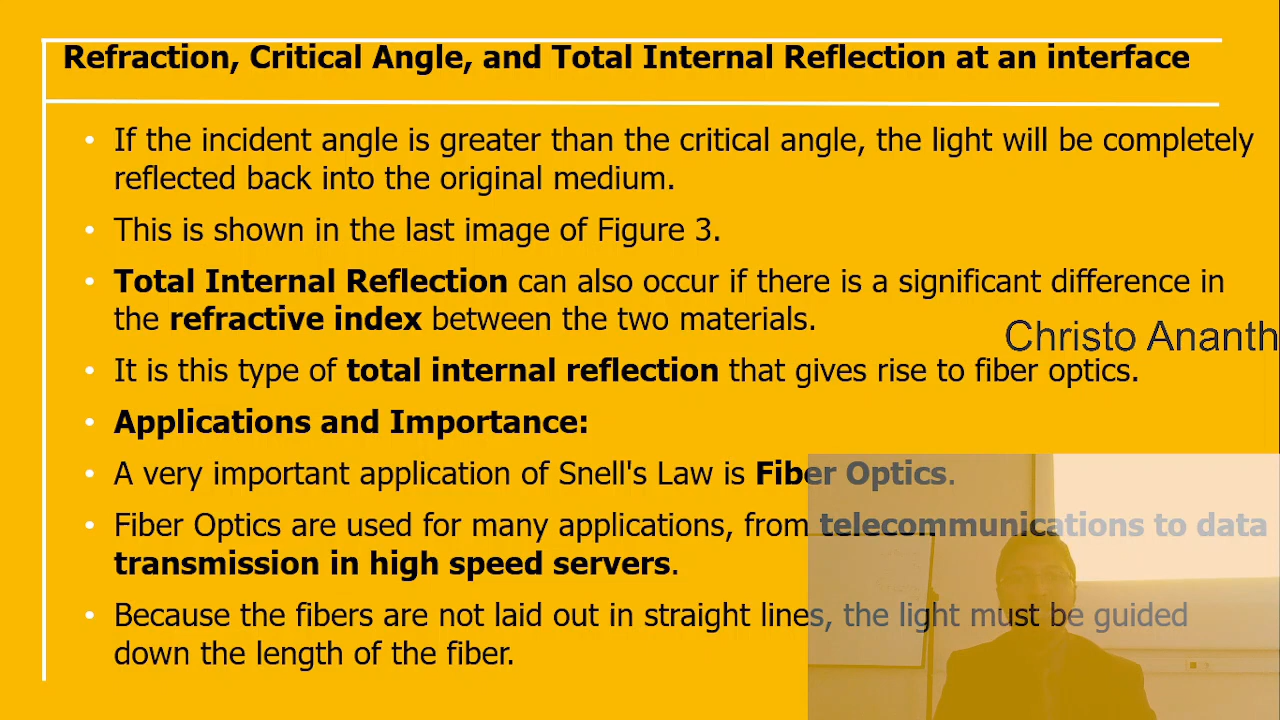 Refraction, Critical Angle, and Total Internal Reflection at an interface
• If the incident angle is greater than the critical angle, the light will be completely
reflected back into the original medium.
• This is shown in the last image of Figure 3.
• Total Internal Reflection can also occur if there is a significant difference in
the refractive index between the two materials.
Christo Ananth
• It is this type of total internal reflection that gives rise to fiber optics.
• Applications and Importance:
• A very important application of Snell's Law is Fiber Optics.
• Fiber Optics are used for many applications, from telecommunications to data
transmission in high speed servers.
• Because the fibers are not laid out in straight lines, the light must be guided
down the length of the fiber.